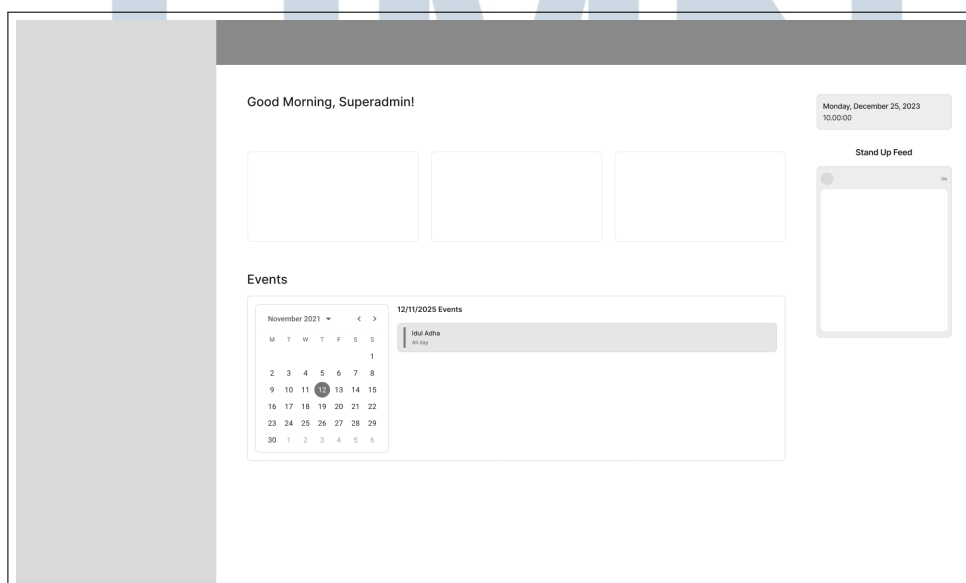 Good Morning, Superadmin!
Monday, December 25, 2023
10.00:00
Stand Up Feed
Events
November 2021
M T W T F S S
1
2 3 4 5 6 7 8
9 10 11 12 13 14 15
16 17 18 19 20 21 22
23 24 25 26 27 28 29
30 1 2 3 4 5 6
12/11/2025 Events
Idul Adha
All day